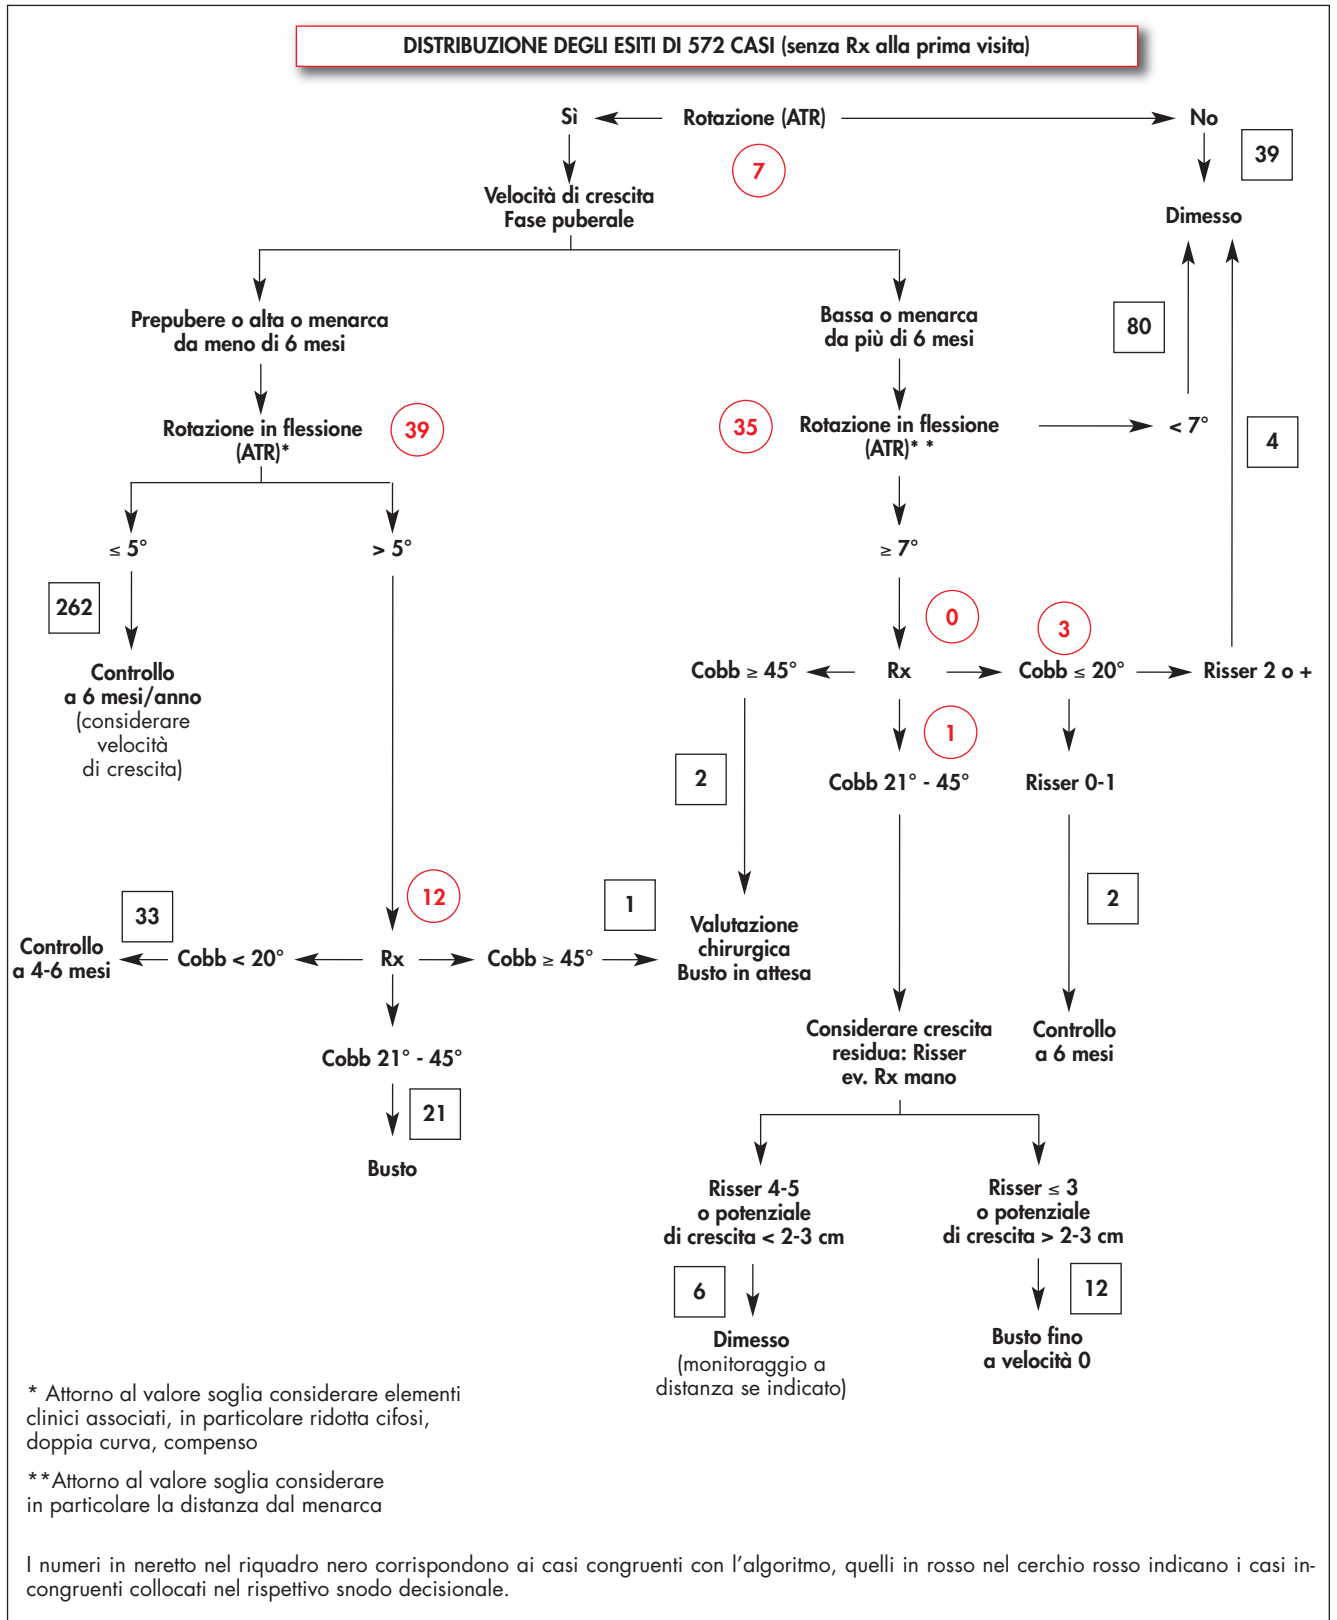 DISTRIBUZIONE DEGLI ESITI DI 572 CASI (senza Rx alla prima visita)
Sì
Rotazione (ATR)
No
39
7
Velocità di crescita
Fase puberale
Dimesso
Prepubere o alta o menarca
da meno di 6 mesi
Bassa o menarca
da più di 6 mesi
80
Rotazione in flessione
(ATR)*
39
35
Rotazione in flessione
(ATR)* *
< 7°
4
≤ 5°
> 5°
≥ 7°
262
0
3
Controllo
a 6 mesi/anno
(considerare
velocità
di crescita)
Cobb ≥ 45°
Rx
Cobb ≤ 20°
Risser 2 o +
1
2
Cobb 21° - 45°
Risser 0-1
12
33
1
2
Controllo
a 4-6 mesi
Cobb < 20°
Rx
Cobb ≥ 45°
Valutazione
chirurgica
Busto in attesa
Cobb 21° - 45°
Considerare crescita
residua: Risser
ev. Rx mano
Controllo
a 6 mesi
21
Busto
Risser 4-5
o potenziale
di crescita < 2-3 cm
Risser ≤ 3
o potenziale
di crescita > 2-3 cm
6
12
Dimesso
(monitoraggio a
distanza se indicato)
Busto fino
a velocità 0
* Attorno al valore soglia considerare elementi
clinici associati, in particolare ridotta cifosi,
doppia curva, compenso
**Attorno al valore soglia considerare
in particolare la distanza dal menarca
I numeri in neretto nel riquadro nero corrispondono ai casi congruenti con l'algoritmo, quelli in rosso nel cerchio rosso indicano i casi in-
congruenti collocati nel rispettivo snodo decisionale.